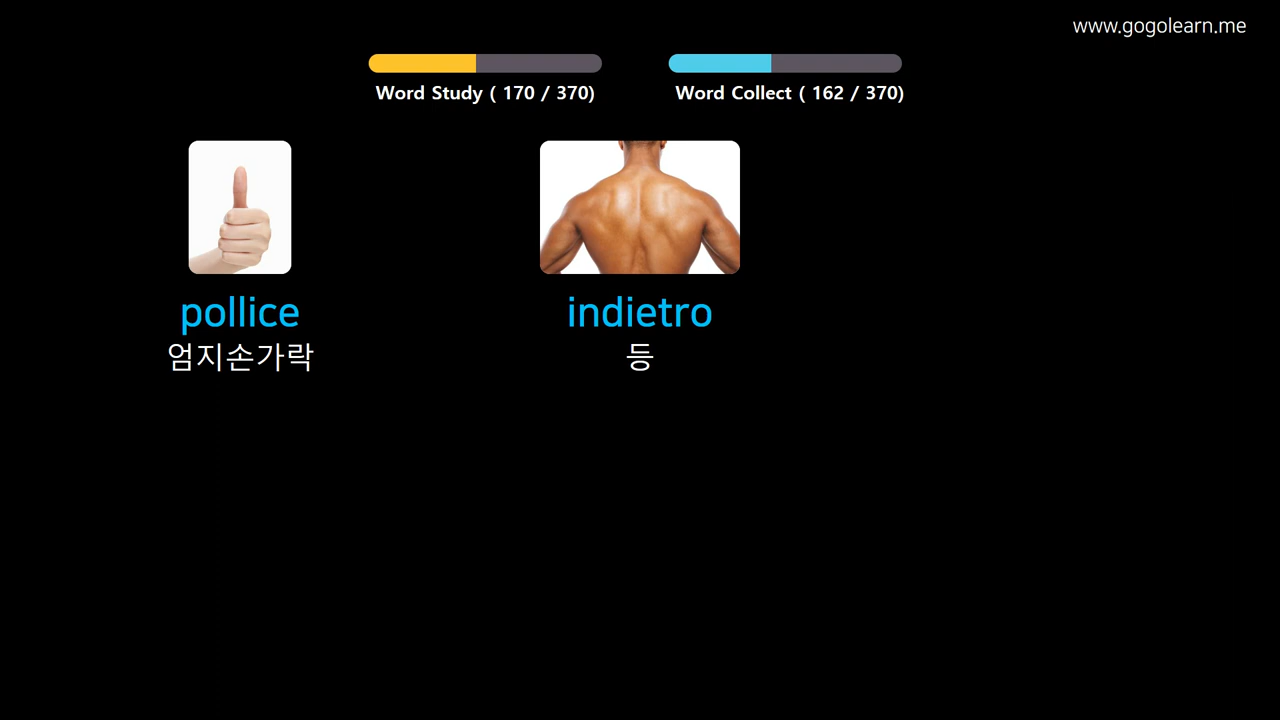 www.gogolearn.me
Word Study ( 170 / 370)
Word Collect ( 162 / 370)
pollice
엄지손가락
indietro
등